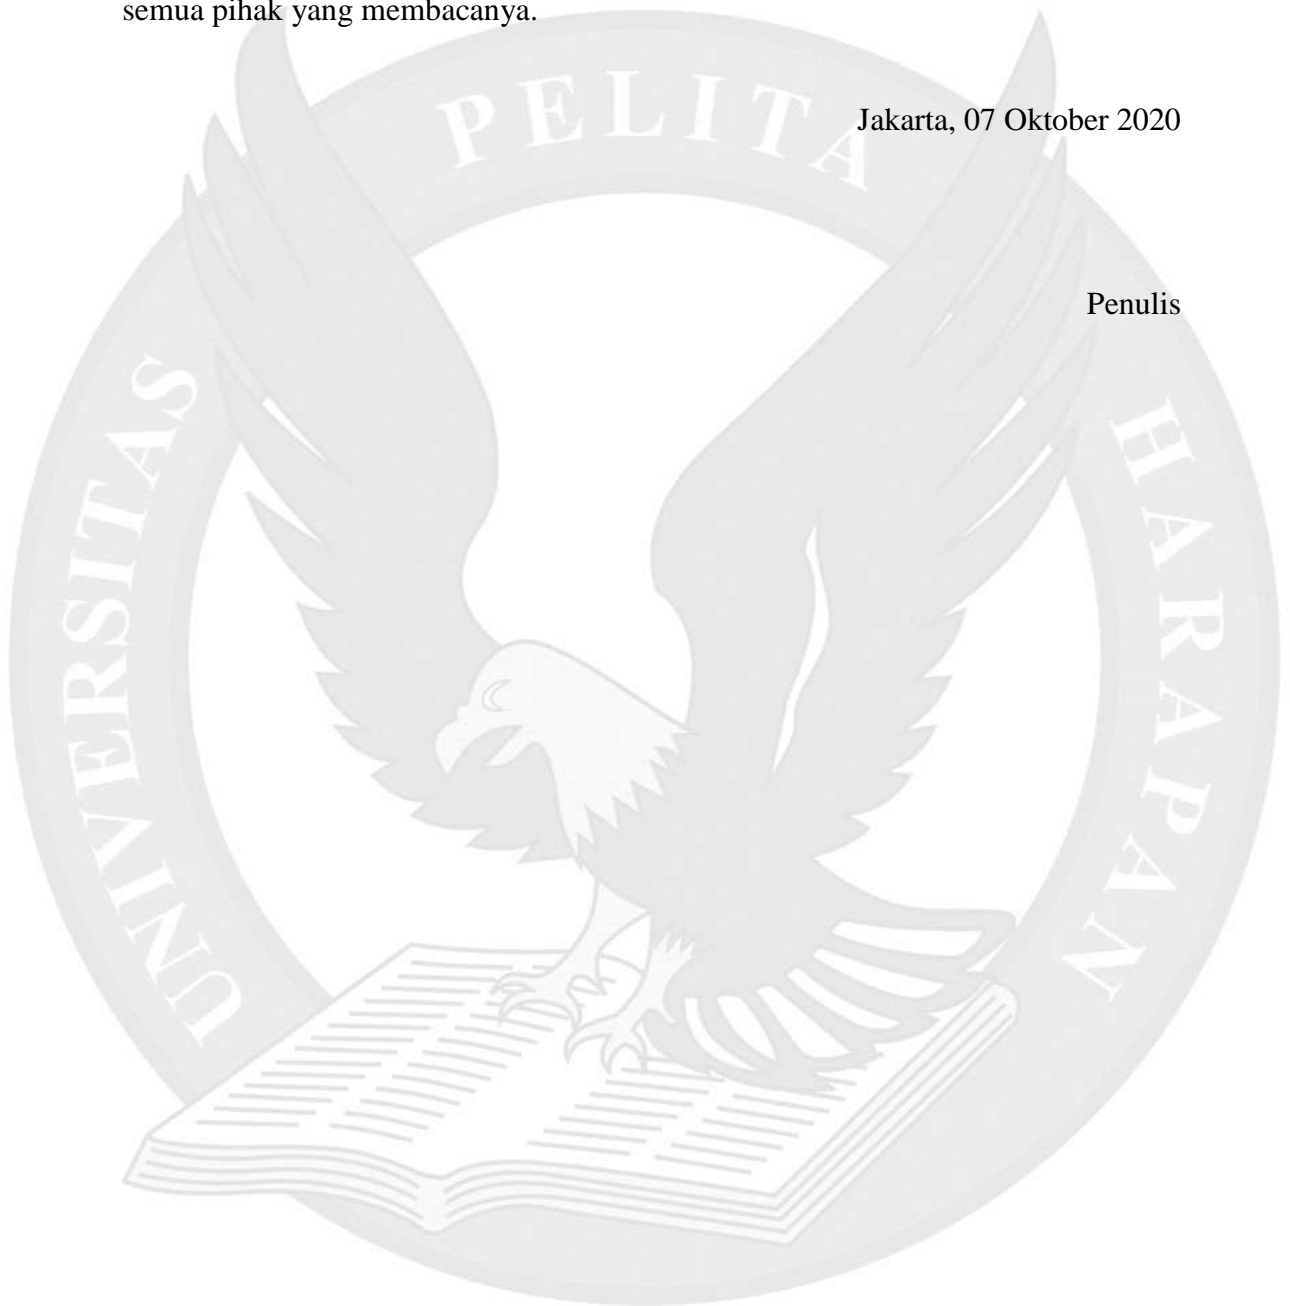 semua pihak yang membacanya.
Jakarta, 07 Oktober 2020
Penulis
UNIVERSITAS PELITA HARAPAN